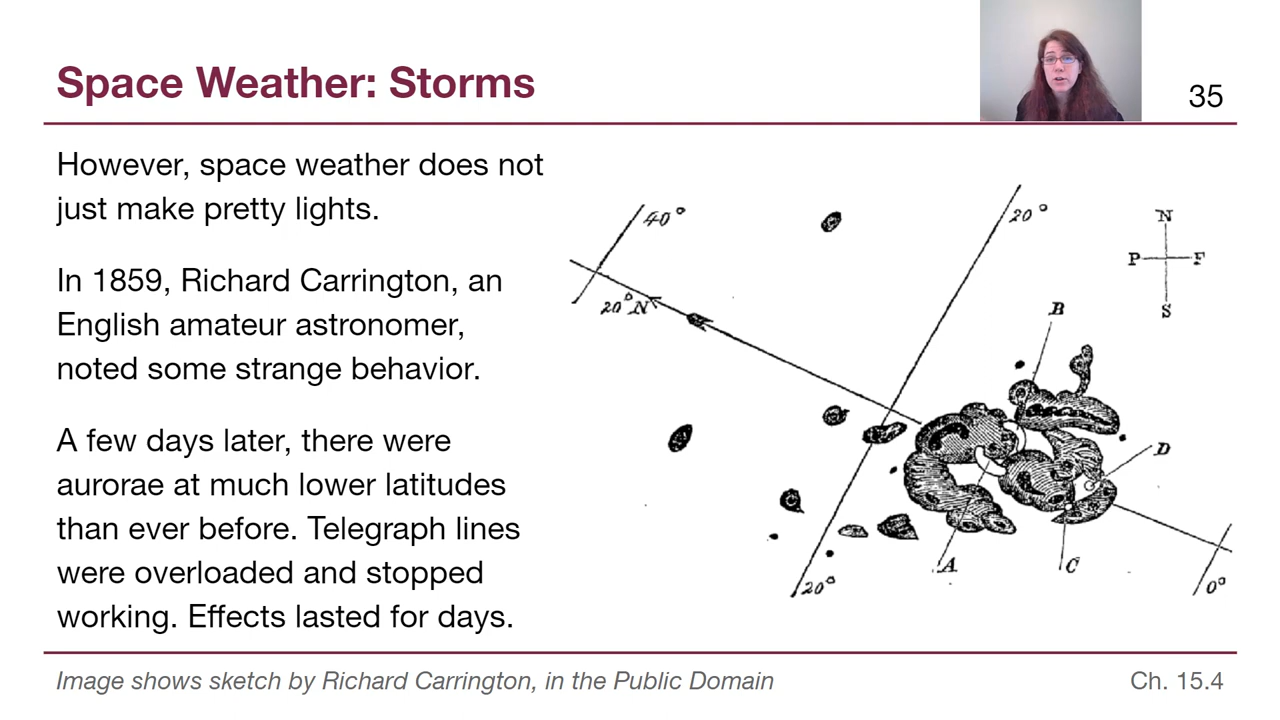 Space Weather: Storms
35
However, space weather does not
just make pretty lights.
In 1859, Richard Carrington, an
English amateur astronomer,
noted some strange behavior.
A few days later, there were
aurorae at much lower latitudes
than ever before. Telegraph lines
were overloaded and stopped
working. Effects lasted for days.
40°
20°
N
P F
S
20°N
B
D
A
C
20°
0°
Image shows sketch by Richard Carrington, in the Public Domain
Ch. 15.4